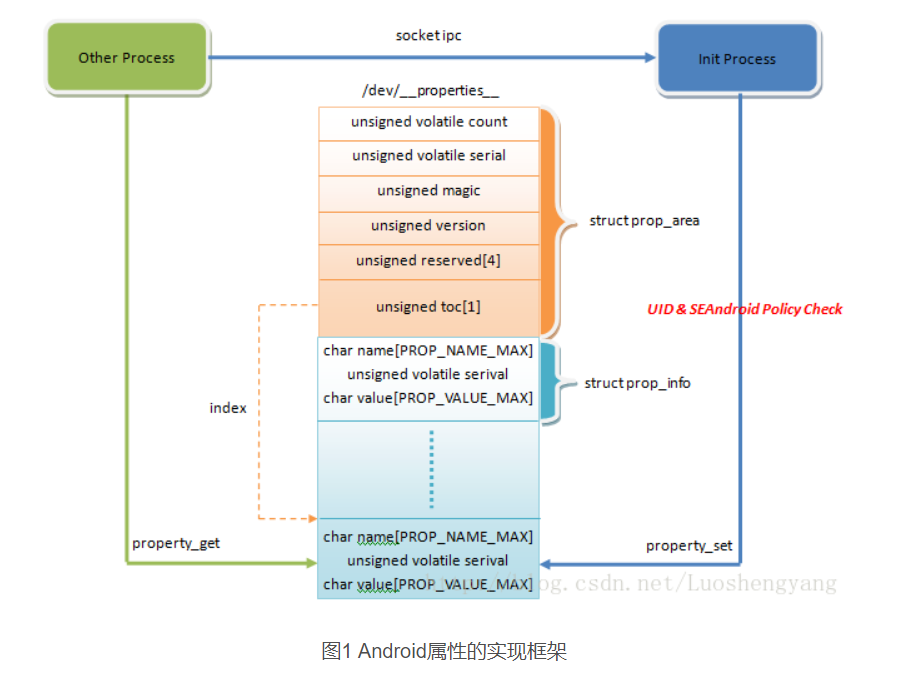 socket ipc
Other Process
Init Process
/dev/__properties__
unsigned volatile count
unsigned volatile serial
unsigned magic
unsigned version
unsigned reserved[4]
unsigned toc[1]
struct prop_area
UID & SEAndroid Policy Check
char name[PROP_NAME_MAX]
unsigned volatile serival
char value[PROP_VALUE_MAX]
struct prop_info
index
char name[PROP_NAME_MAX]
unsigned volatile serival
char value[PROP_VALUE_MAX]
property_get
property_set
blog.csdn.net/Luoshengyang
图1 Android属性的实现框架